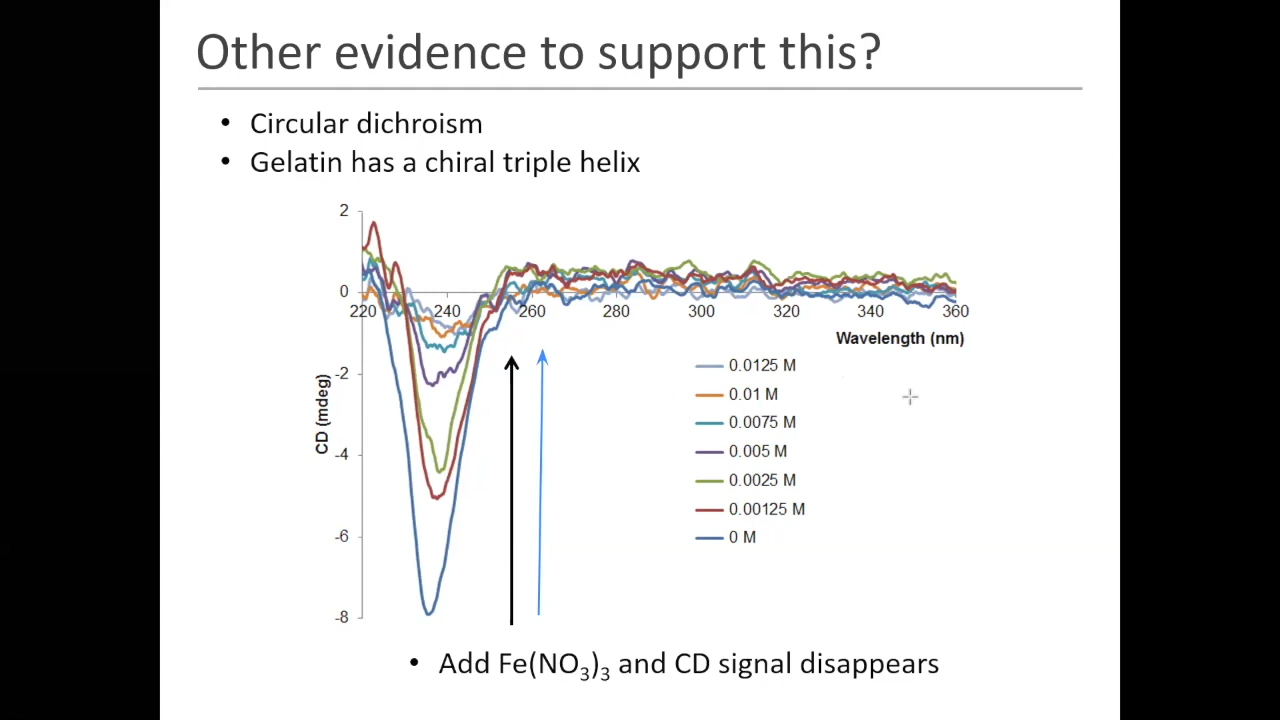 Other evidence to support this?
• Circular dichroism
• Gelatin has a chiral triple helix
2
0
220 240 260 280 300 320 340 360
Wavelength (nm)
-2
-4
-6
-8
CD (mdeg)
0.0125 M
0.01 M
0.0075 M
0.005 M
0.0025 M
0.00125 M
0 M
• Add Fe(NO₃)₃ and CD signal disappears